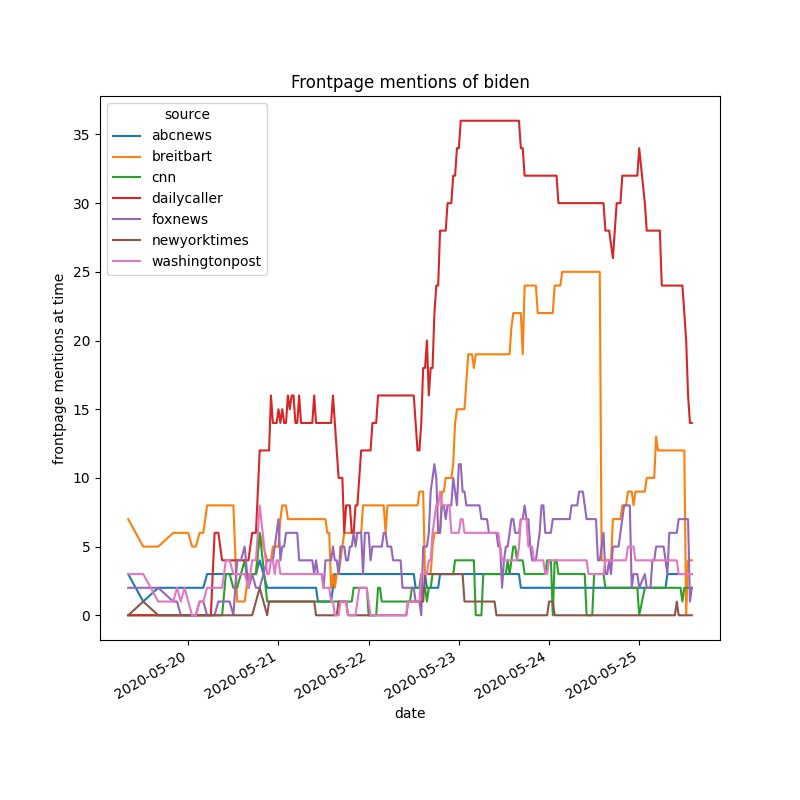 Frontpage mentions of biden
source
abcnews
breitbart
cnn
dailycaller
foxnews
newyorktimes
washingtonpost
frontpage mentions at time
35
30
25
20
15
10
5
0
2020-05-20
2020-05-21
2020-05-22
2020-05-23
2020-05-24
2020-05-25
date